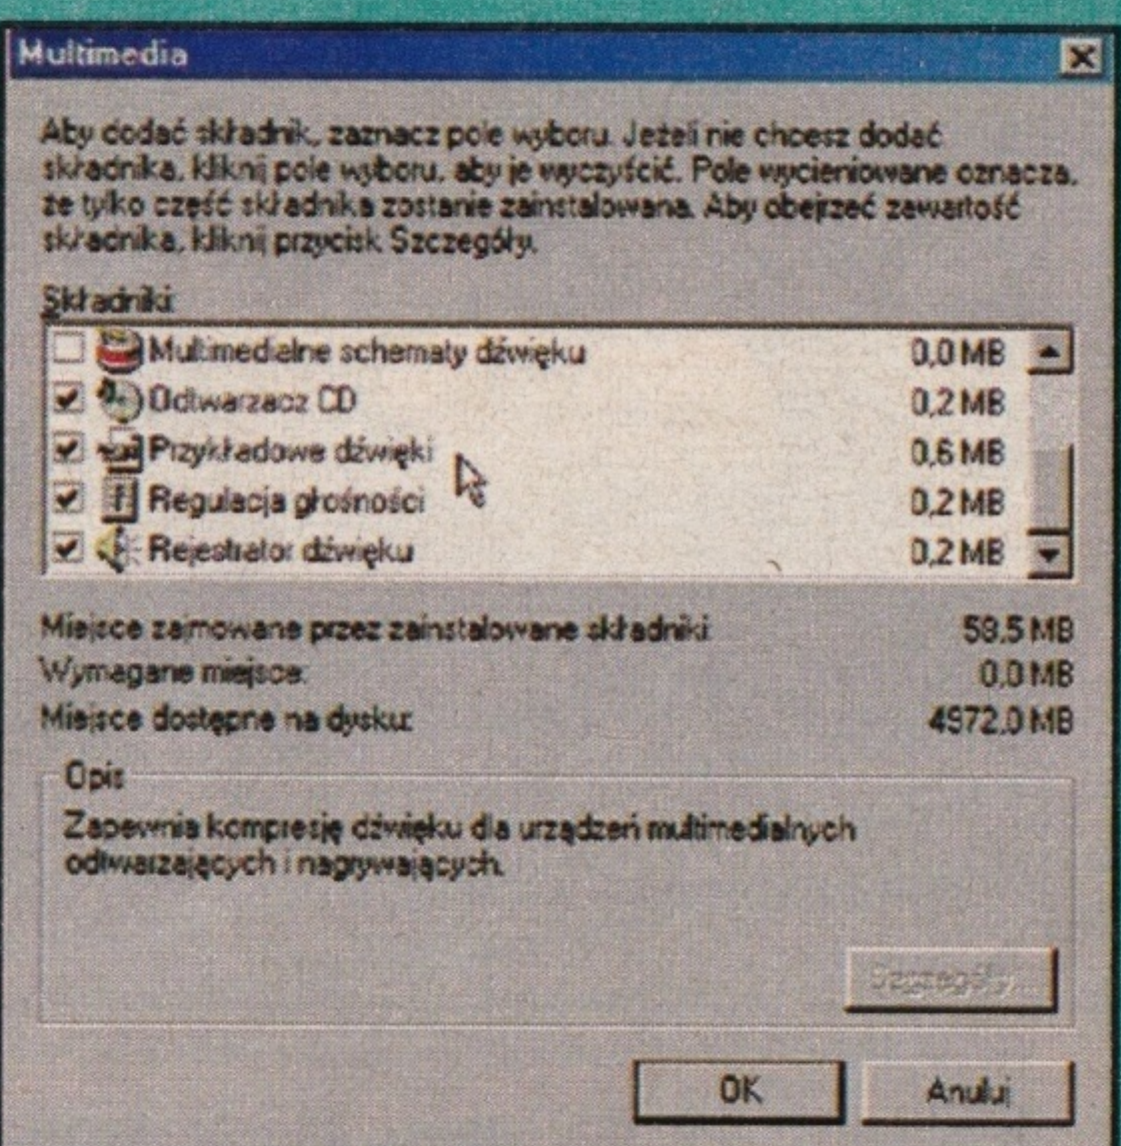 Multimedia
Aby dodać składnik, zaznacz pole wyboru. Jeżeli nie chcesz dodać
składnika, kliknij pole wyboru, aby je wyczyścić. Pole wycieniowane oznacza,
że tylko część składnika zostanie zainstalowana. Aby obejrzeć zawartość
składnika, kliknij przycisk Szczegóły.
Składniki:
Multimedialne schematy dźwięku 0,0 MB
Odtwarzacz CD 0,2 MB
Przykładowe dźwięki 0,6 MB
Regulacja głośności 0,2 MB
Rejestrator dźwięku 0,2 MB
Miejsce zajmowane przez zainstalowane składniki: 58,5 MB
Wymagane miejsce: 0,0 MB
Miejsce dostępne na dysku: 4972,0 MB
Opis
Zapewnia kompresję dźwięku dla urządzeń multimedialnych
odtwarzających i nagrywających.
Szczegóły...
OK Anuluj